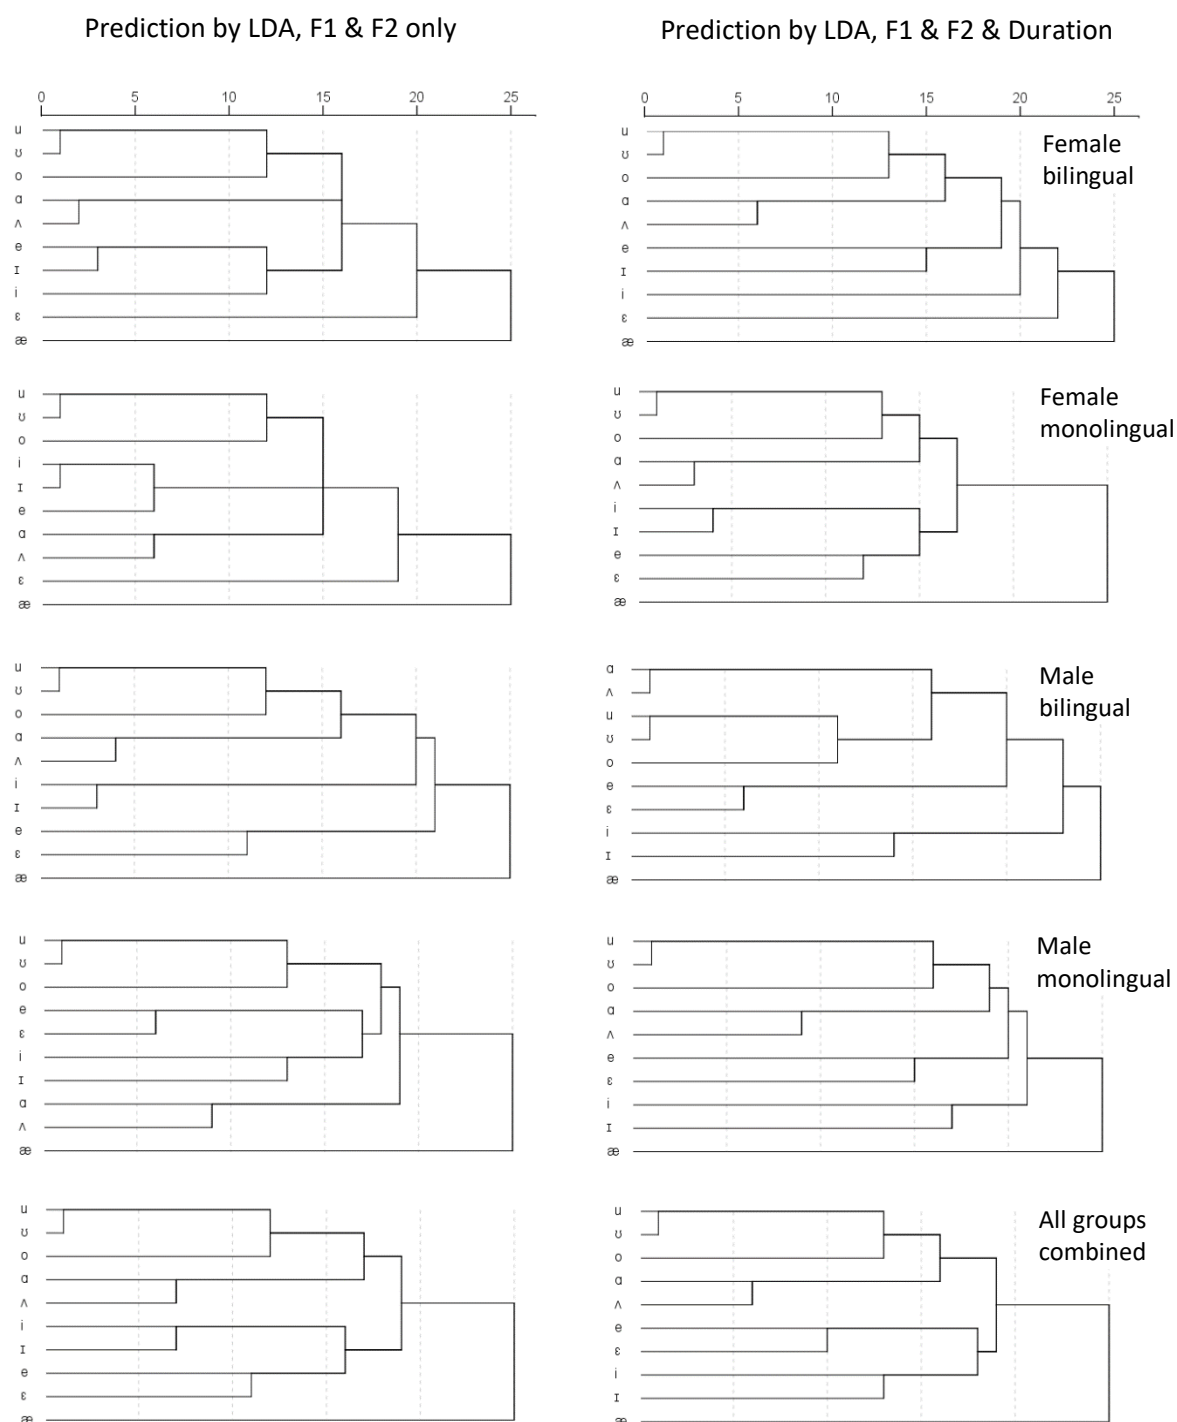 Prediction by LDA, F1 & F2 only
Prediction by LDA, F1 & F2 & Duration
0 5 10 15 20 25
u
ʊ
o
ɑ
ʌ
e
ɪ
i
ɛ
æ
0 5 10 15 20 25
u
ʊ
o
ɑ
ʌ
e
ɪ
i
ɛ
æ
Female
bilingual
u
ʊ
o
i
ɪ
e
ɑ
ʌ
ɛ
æ
u
ʊ
o
ɑ
ʌ
i
ɪ
e
ɛ
æ
Female
monolingual
u
ʊ
o
ɑ
ʌ
i
ɪ
e
ɛ
æ
ɑ
ʌ
u
ʊ
o
e
ɛ
i
ɪ
æ
Male
bilingual
u
ʊ
o
e
ɛ
i
ɪ
ɑ
ʌ
æ
u
ʊ
o
ɑ
ʌ
e
ɛ
i
ɪ
æ
Male
monolingual
u
ʊ
o
ɑ
ʌ
i
ɪ
e
ɛ
æ
u
ʊ
o
ɑ
ʌ
e
ɛ
i
ɪ
æ
All groups
combined